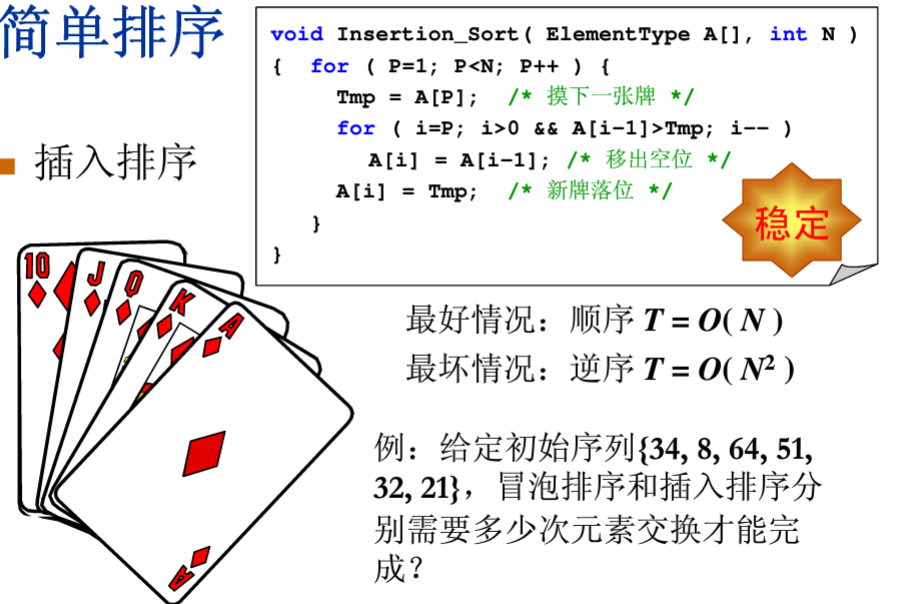 简单排序
插入排序
void Insertion_Sort( ElementType A[], int N )
{ for ( P=1; P<N; P++ ) {
Tmp = A[P]; /* 摸下一张牌 */
for ( i=P; i>0 && A[i-1]>Tmp; i-- )
A[i] = A[i-1]; /* 移出空位 */
A[i] = Tmp; /* 新牌落位 */
}
}
稳定
10
J
Q
K
A
A
最好情况：顺序 T = O( N )
最坏情况：逆序 T = O( N² )
例：给定初始序列{34, 8, 64, 51,
32, 21}，冒泡排序和插入排序分
别需要多少次元素交换才能完
成？